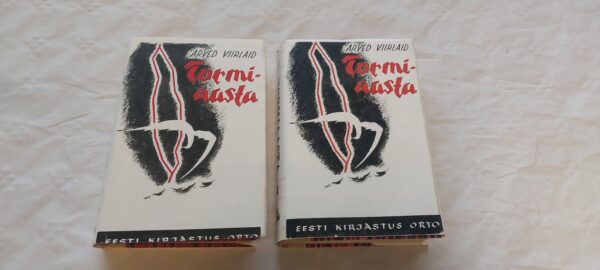 ARVED VIIRLAID
Tormi-
aasta
EESTI KIRJASTUS ORTO
ARVED VIIRLAID
Tormi-
aasta
EESTI KIRJASTUS ORTO